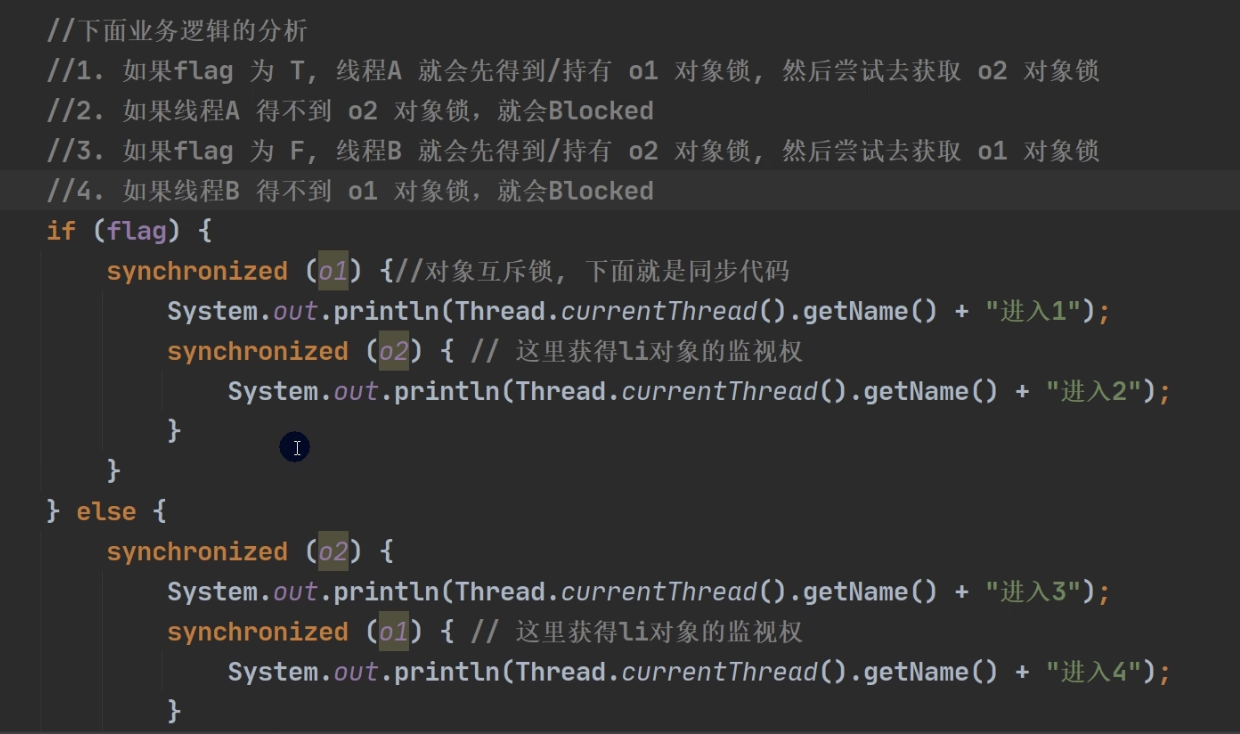 //下面业务逻辑的分析
//1. 如果flag 为 T, 线程A 就会先得到/持有 o1 对象锁, 然后尝试去获取 o2 对象锁
//2. 如果线程A 得不到 o2 对象锁，就会Blocked
//3. 如果flag 为 F, 线程B 就会先得到/持有 o2 对象锁, 然后尝试去获取 o1 对象锁
//4. 如果线程B 得不到 o1 对象锁，就会Blocked
if (flag) {
synchronized (o1) {//对象互斥锁, 下面就是同步代码
System.out.println(Thread.currentThread().getName() + "进入1");
synchronized (o2) { // 这里获得li对象的监视权
System.out.println(Thread.currentThread().getName() + "进入2");
}
}
} else {
synchronized (o2) {
System.out.println(Thread.currentThread().getName() + "进入3");
synchronized (o1) { // 这里获得li对象的监视权
System.out.println(Thread.currentThread().getName() + "进入4");
}